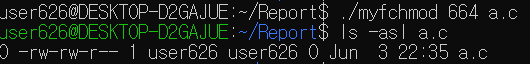 user626@DESKTOP-D2GAJUE:~/Report$ ./myfchmod 664 a.c
user626@DESKTOP-D2GAJUE:~/Report$ ls -asl a.c
0 -rw-rw-r-- 1 user626 user626 0 Jun  3 22:35 a.c